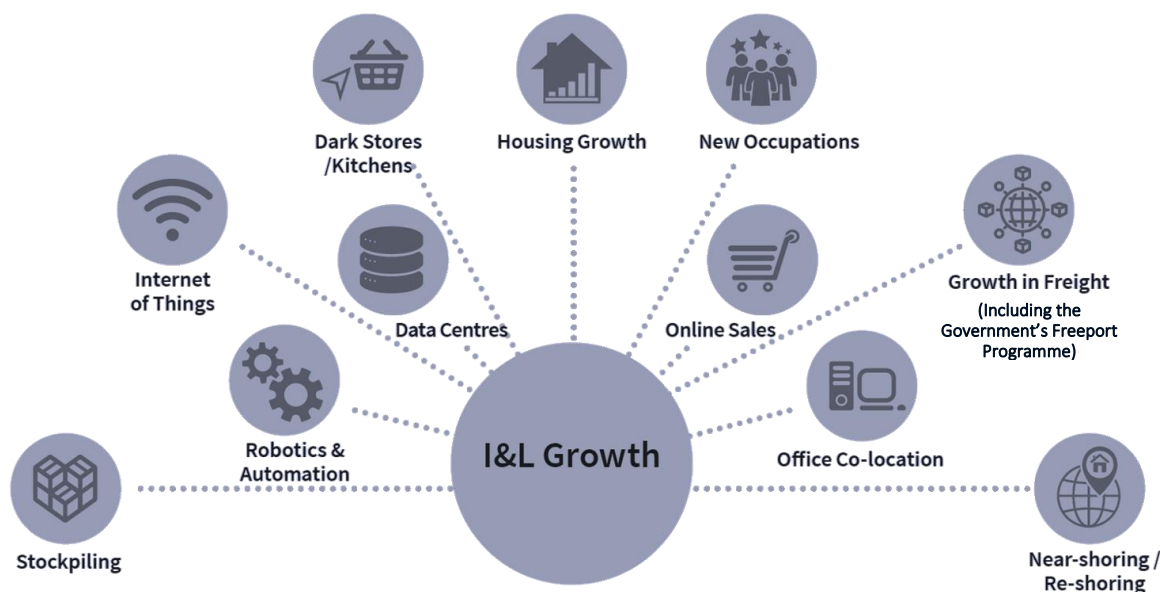 Dark Stores
/Kitchens
Housing Growth
New Occupations
Internet
of Things
Growth in Freight
(Including the
Government's Freeport
Programme)
Data Centres
Online Sales
Robotics &
Automation
I&L Growth
Office Co-location
Stockpiling
Near-shoring /
Re-shoring